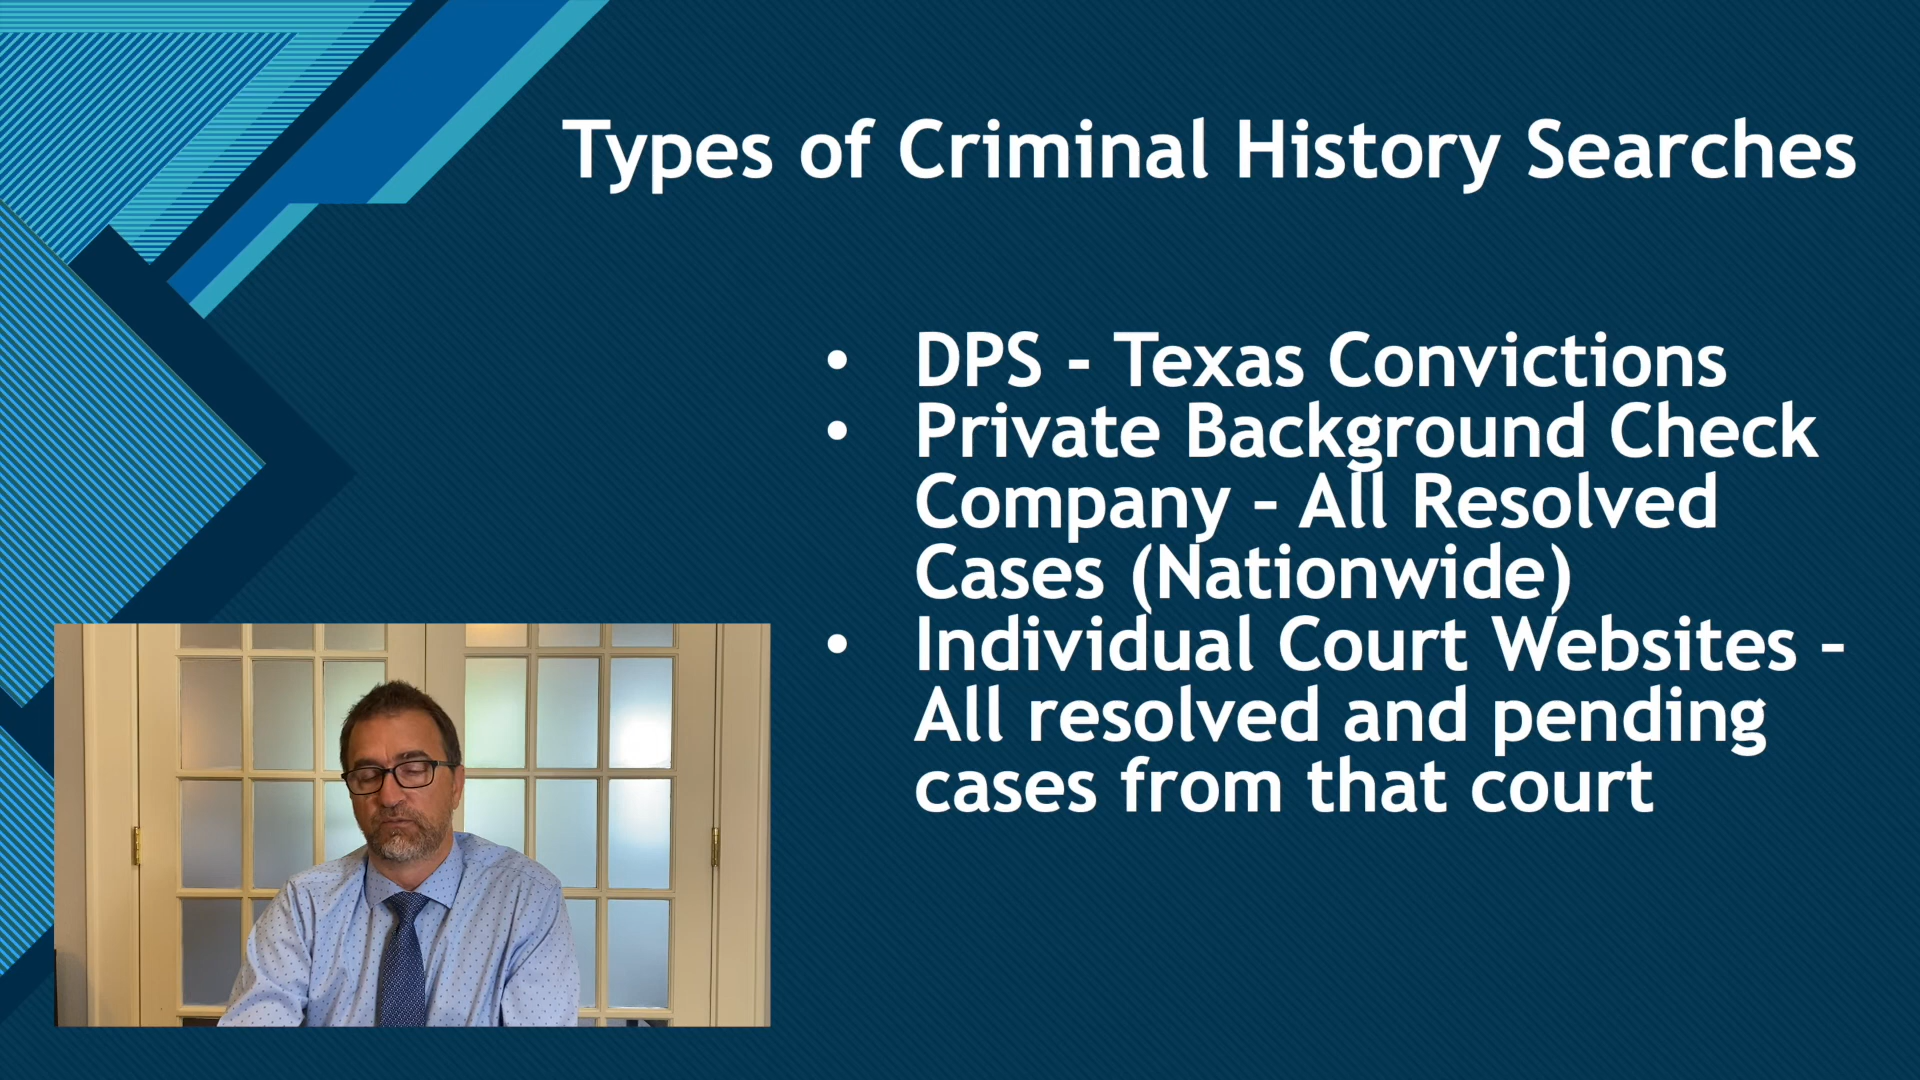 Types of Criminal History Searches
• DPS - Texas Convictions
• Private Background Check
Company – All Resolved
Cases (Nationwide)
• Individual Court Websites –
All resolved and pending
cases from that court